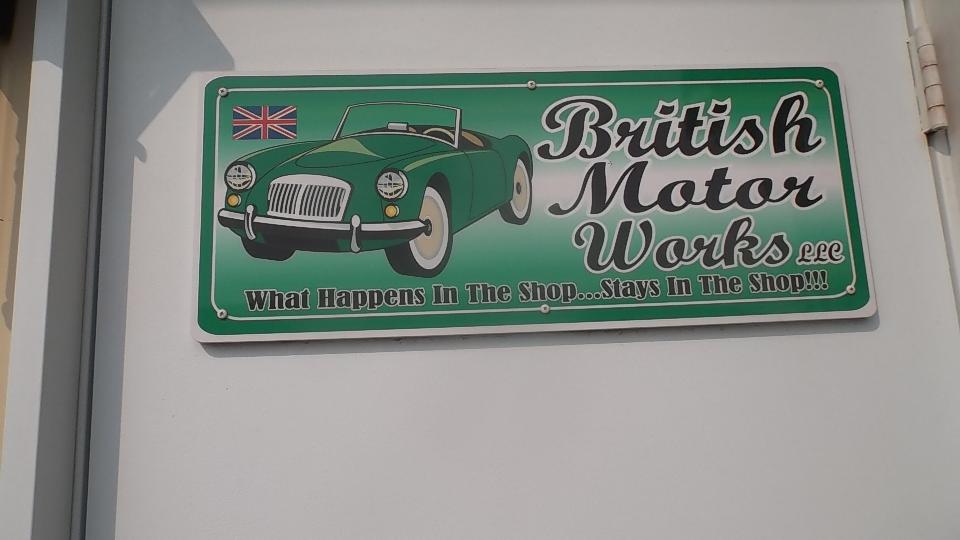 British
Motor
Works LLC
What Happens In The Shop...Stays In The Shop!!!